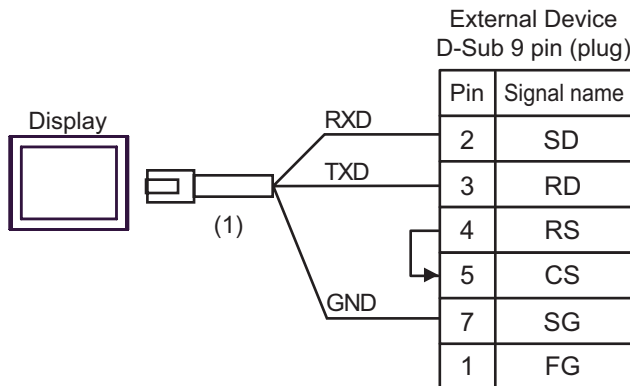 External Device
D-Sub 9 pin (plug)
Pin Signal name
Display
RXD
2 SD
TXD
3 RD
(1)
4 RS
5 CS
GND
7 SG
1 FG